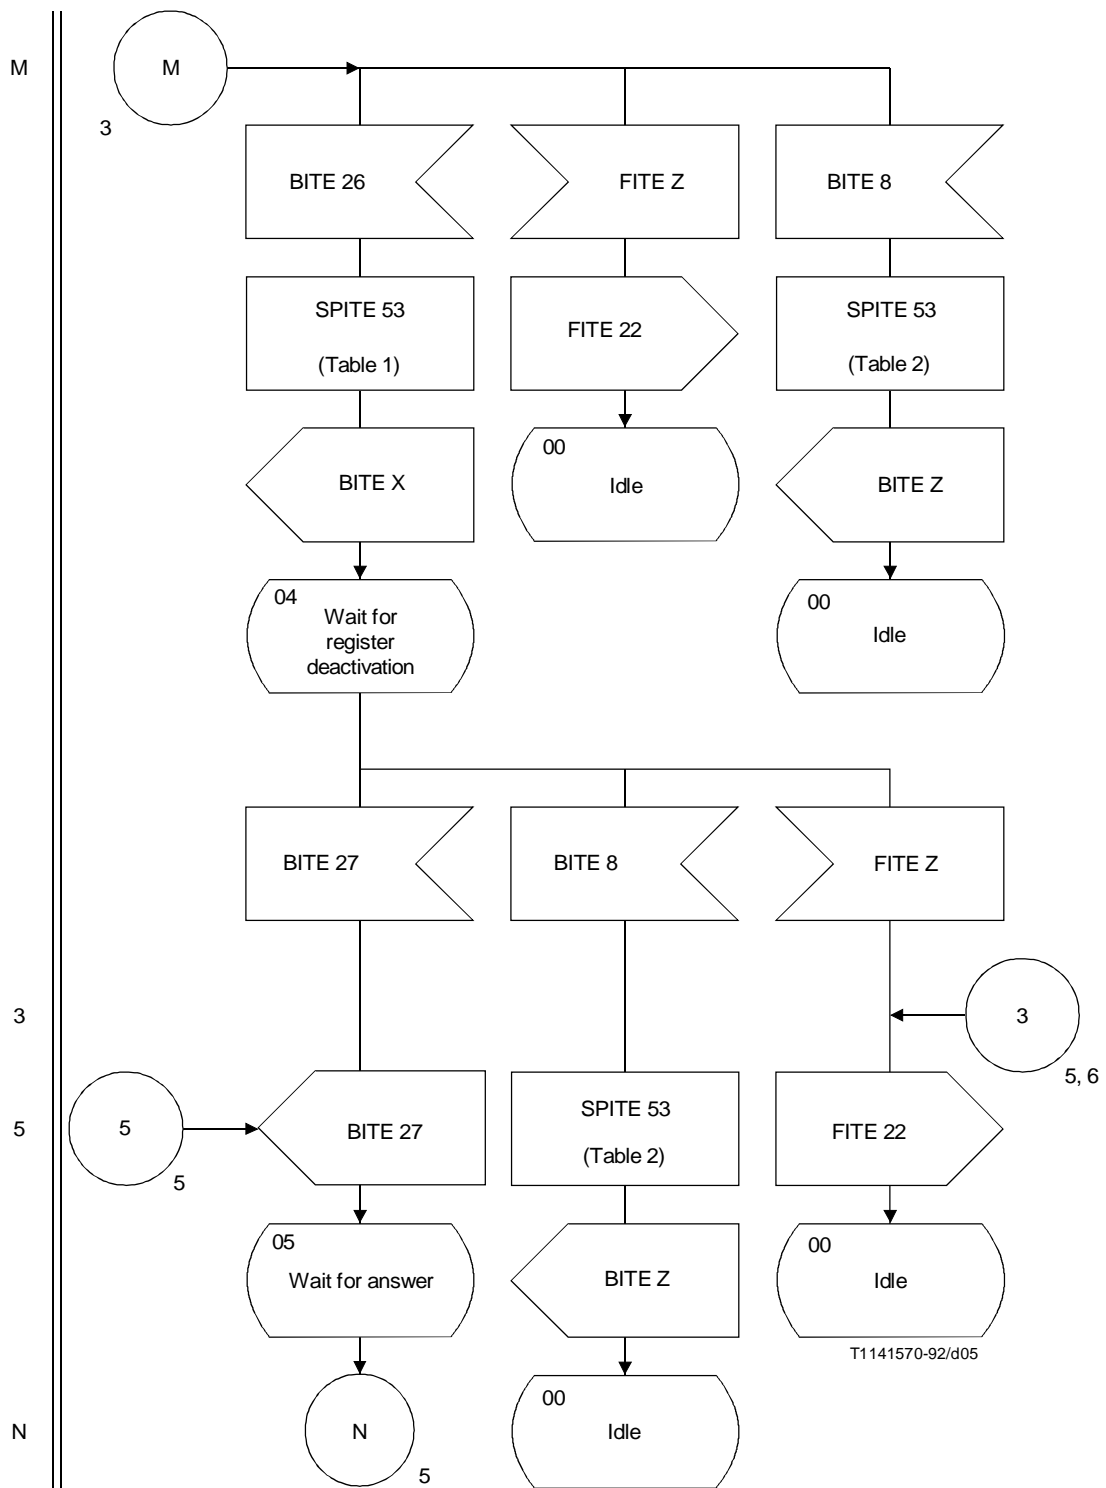 M
M
3
BITE 26
FITE Z
BITE 8
SPITE 53
(Table 1)
FITE 22
SPITE 53
(Table 2)
BITE X
00
Idle
BITE Z
04
Wait for
register
deactivation
00
Idle
BITE 27
BITE 8
FITE Z
3
3
5, 6
5
5
5
BITE 27
SPITE 53
(Table 2)
FITE 22
05
Wait for answer
BITE Z
00
Idle
T1141570-92/d05
N
N
5
00
Idle